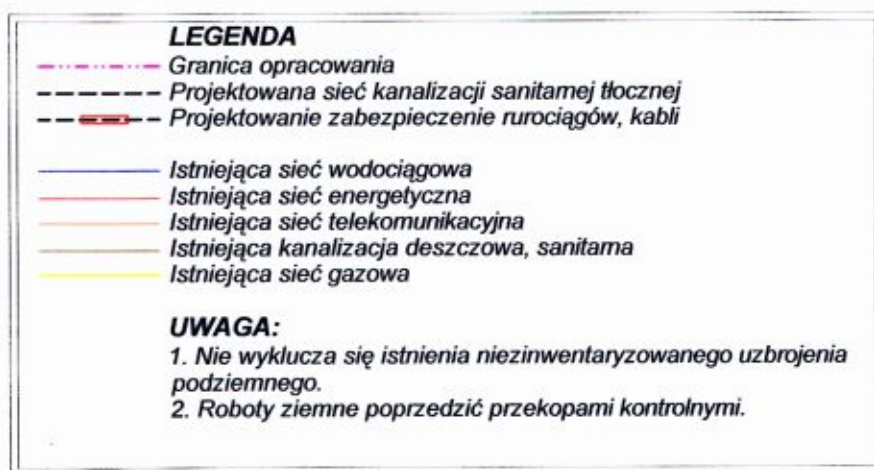 LEGENDA
Granica opracowania
Projektowana sieć kanalizacji sanitarnej tłocznej
Projektowanie zabezpieczenie rurociągów, kabli
Istniejąca sieć wodociągowa
Istniejąca sieć energetyczna
Istniejąca sieć telekomunikacyjna
Istniejąca kanalizacja deszczowa, sanitarna
Istniejąca sieć gazowa
UWAGA:
1. Nie wyklucza się istnienia niezinwentaryzowanego uzbrojenia
podziemnego.
2. Roboty ziemne poprzedzić przekopami kontrolnymi.